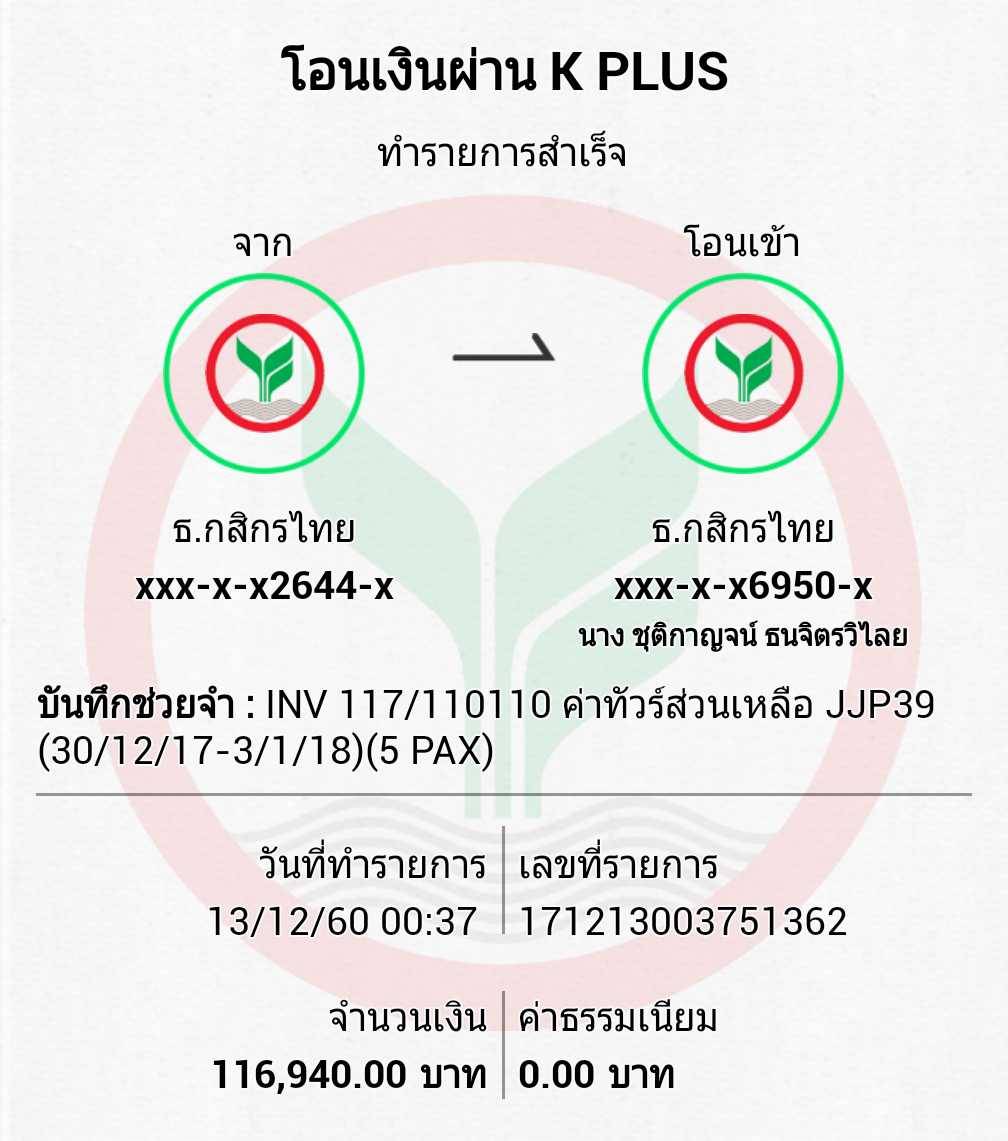 โอนเงินผ่าน K PLUS
ทำรายการสำเร็จ
จาก
โอนเข้า
ธ.กสิกรไทย
xxx-x-x2644-x
ธ.กสิกรไทย
xxx-x-x6950-x
นาง ชุติกาญจน์ ธนจิตรวิไลย
บันทึกช่วยจำ : INV 117/110110 ค่าทัวร์ส่วนเหลือ JJP39
(30/12/17-3/1/18)(5 PAX)
วันที่ทำรายการ
13/12/60 00:37
เลขที่รายการ
171213003751362
จำนวนเงิน
116,940.00 บาท
ค่าธรรมเนียม
0.00 บาท